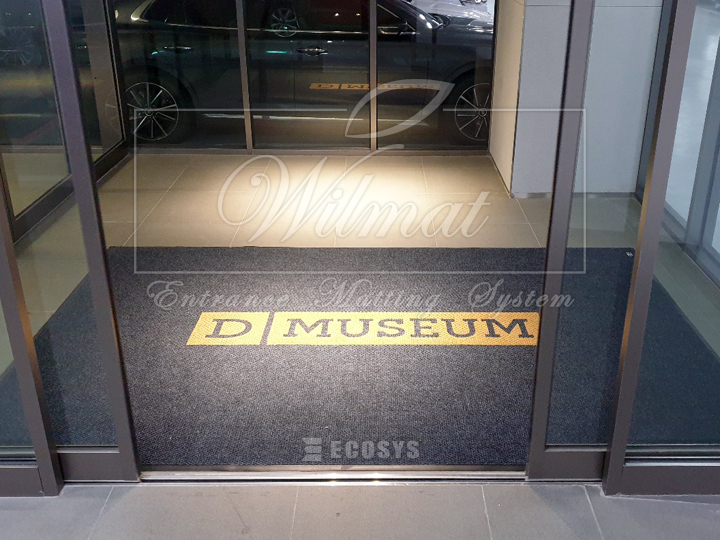 Wilmat
Entrance Matting System
D MUSEUM
ECOSYS